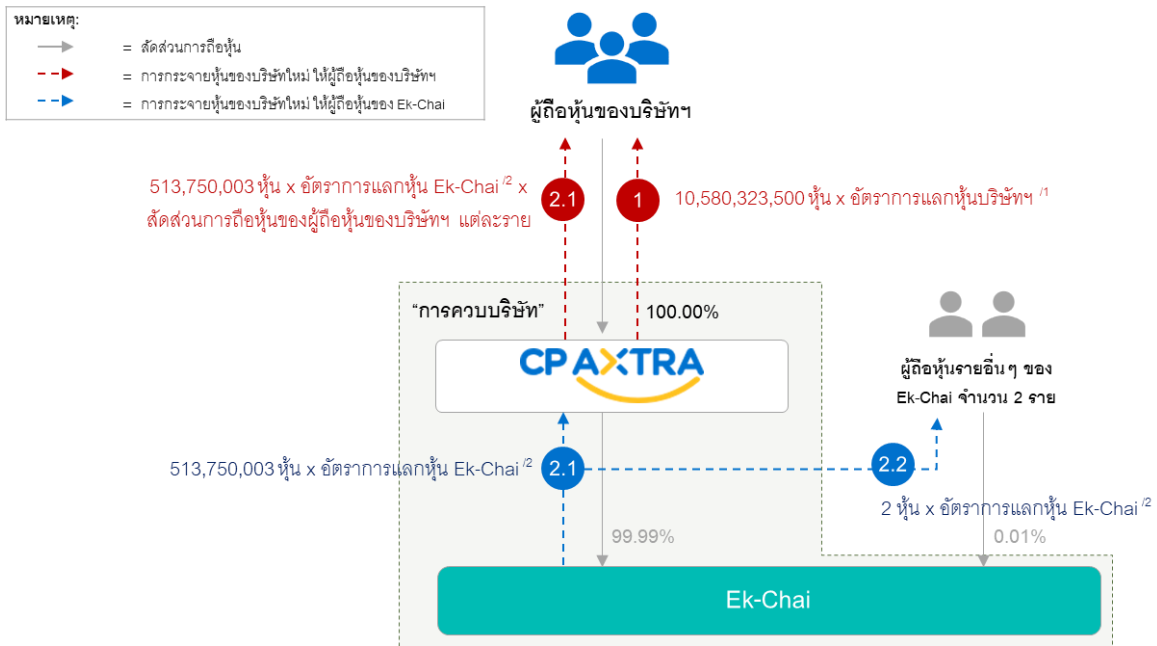 หมายเหตุ:
= สัดส่วนการถือหุ้น
= การกระจายหุ้นของบริษัทใหม่ ให้ผู้ถือหุ้นของบริษัทฯ
= การกระจายหุ้นของบริษัทใหม่ ให้ผู้ถือหุ้นของ Ek-Chai
ผู้ถือหุ้นของบริษัทฯ
513,750,003 หุ้น x อัตราการแลกหุ้น Ek-Chai /2 x
สัดส่วนการถือหุ้นของผู้ถือหุ้นของบริษัทฯ แต่ละราย
2.1
1
10,580,323,500 หุ้น x อัตราการแลกหุ้นบริษัทฯ /1
“การควบบริษัท”
100.00%
CP AXTRA
ผู้ถือหุ้นรายอื่นๆ ของ
Ek-Chai จำนวน 2 ราย
513,750,003 หุ้น x อัตราการแลกหุ้น Ek-Chai /2
2.1
2.2
2 หุ้น x อัตราการแลกหุ้น Ek-Chai /2
99.99%
0.01%
Ek-Chai